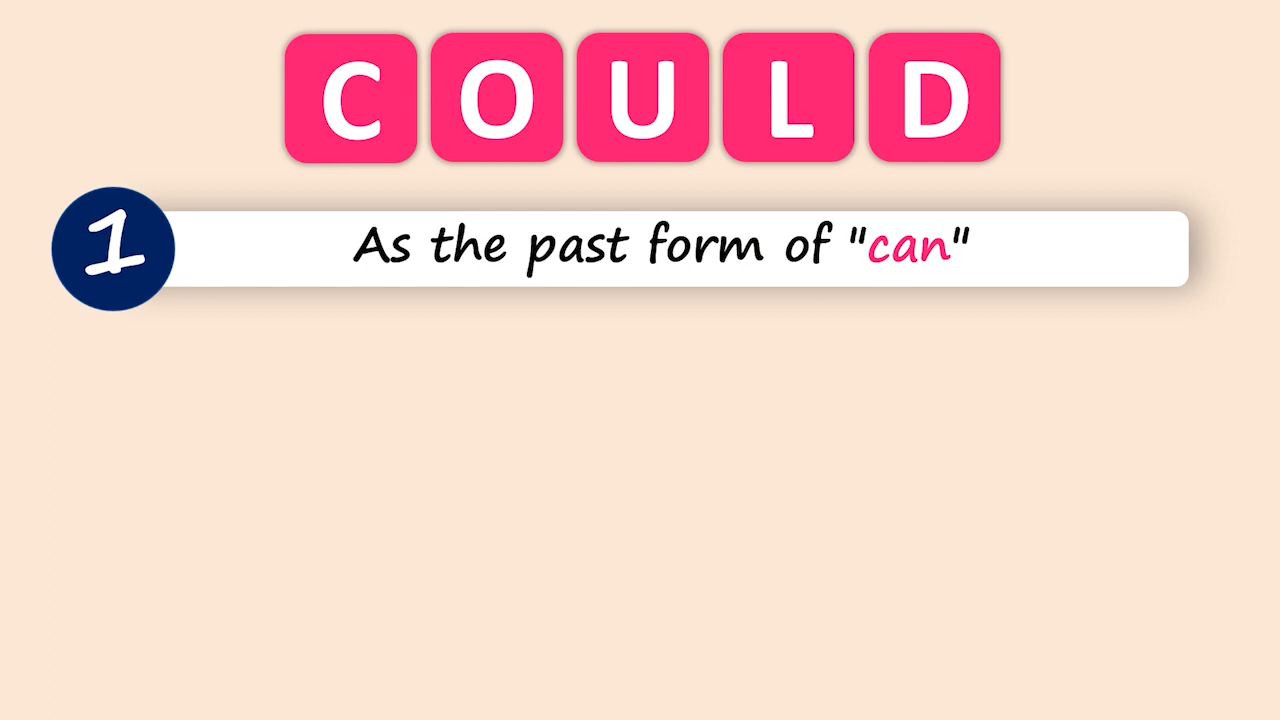 COULD
1 As the past form of "can"